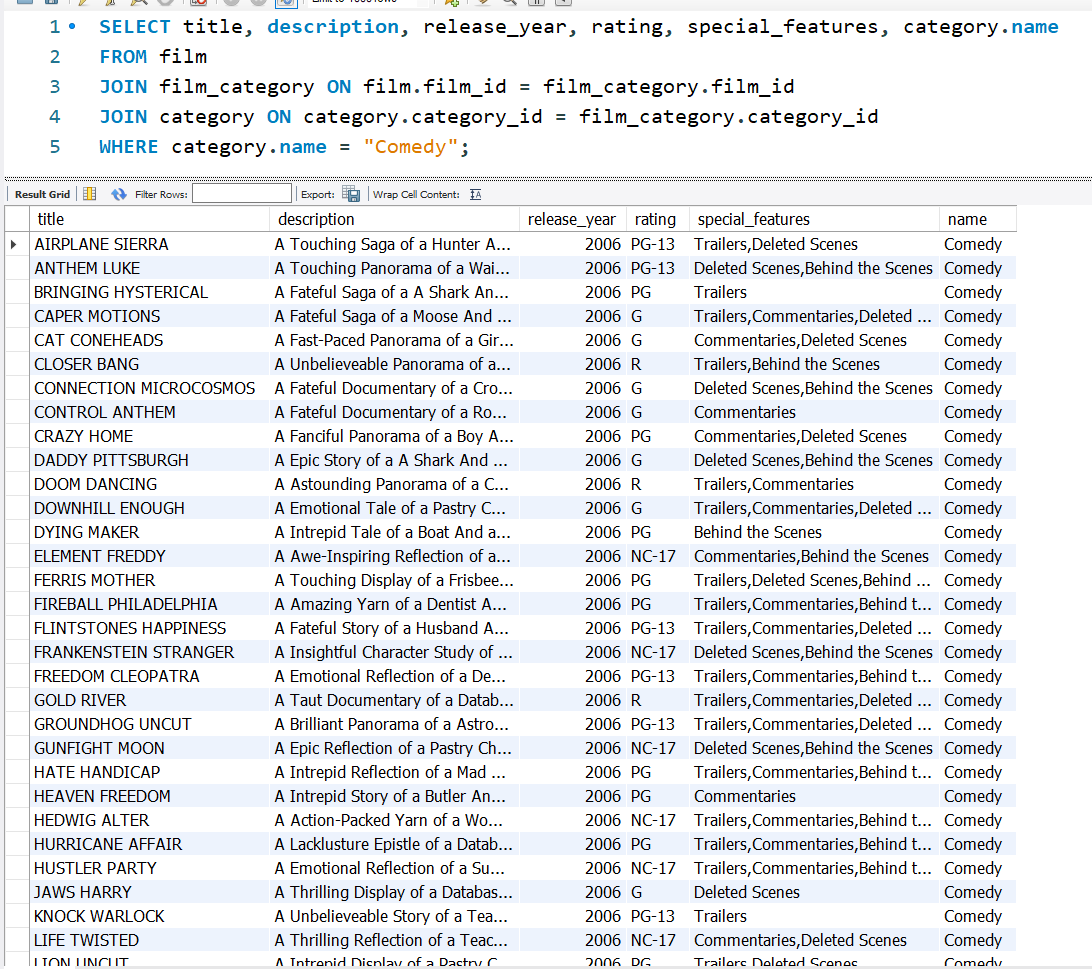 1 SELECT title, description, release_year, rating, special_features, category.name
2 FROM film
3 JOIN film_category ON film.film_id = film_category.film_id
4 JOIN category ON category.category_id = film_category.category_id
5 WHERE category.name = "Comedy";
Result Grid Filter Rows: Export: Wrap Cell Content:
title description release_year rating special_features name
AIRPLANE SIERRA A Touching Saga of a Hunter A... 2006 PG-13 Trailers,Deleted Scenes Comedy
ANTHEM LUKE A Touching Panorama of a Wai... 2006 PG-13 Deleted Scenes,Behind the Scenes Comedy
BRINGING HYSTERICAL A Fateful Saga of a A Shark An... 2006 PG Trailers Comedy
CAPER MOTIONS A Fateful Saga of a Moose And ... 2006 G Trailers,Commentaries,Deleted ... Comedy
CAT CONEHEADS A Fast-Paced Panorama of a Gir... 2006 G Commentaries,Deleted Scenes Comedy
CLOSER BANG A Unbelieveable Panorama of a... 2006 R Trailers,Behind the Scenes Comedy
CONNECTION MICROCOSMOS A Fateful Documentary of a Cro... 2006 G Deleted Scenes,Behind the Scenes Comedy
CONTROL ANTHEM A Fateful Documentary of a Ro... 2006 G Commentaries Comedy
CRAZY HOME A Fanciful Panorama of a Boy A... 2006 PG Commentaries,Deleted Scenes Comedy
DADDY PITTSBURGH A Epic Story of a A Shark And ... 2006 G Deleted Scenes,Behind the Scenes Comedy
DOOM DANCING A Astounding Panorama of a C... 2006 R Trailers,Commentaries Comedy
DOWNHILL ENOUGH A Emotional Tale of a Pastry C... 2006 G Trailers,Commentaries,Deleted ... Comedy
DYING MAKER A Intrepid Tale of a Boat And a... 2006 PG Behind the Scenes Comedy
ELEMENT FREDDY A Awe-Inspiring Reflection of a... 2006 NC-17 Commentaries,Behind the Scenes Comedy
FERRIS MOTHER A Touching Display of a Frisbee... 2006 PG Trailers,Deleted Scenes,Behind ... Comedy
FIREBALL PHILADELPHIA A Amazing Yarn of a Dentist A... 2006 PG Trailers,Commentaries,Behind t... Comedy
FLINTSTONES HAPPINESS A Fateful Story of a Husband A... 2006 PG-13 Trailers,Commentaries,Deleted ... Comedy
FRANKENSTEIN STRANGER A Insightful Character Study of ... 2006 NC-17 Deleted Scenes,Behind the Scenes Comedy
FREEDOM CLEOPATRA A Emotional Reflection of a De... 2006 PG-13 Trailers,Commentaries,Behind t... Comedy
GOLD RIVER A Taut Documentary of a Datab... 2006 R Trailers,Commentaries,Deleted ... Comedy
GROUNDHOG UNCUT A Brilliant Panorama of a Astro... 2006 PG-13 Trailers,Commentaries,Deleted ... Comedy
GUNFIGHT MOON A Epic Reflection of a Pastry Ch... 2006 NC-17 Deleted Scenes,Behind the Scenes Comedy
HATE HANDICAP A Intrepid Reflection of a Mad ... 2006 PG Trailers,Commentaries,Behind t... Comedy
HEAVEN FREEDOM A Intrepid Story of a Butler An... 2006 PG Commentaries Comedy
HEDWIG ALTER A Action-Packed Yarn of a Wo... 2006 NC-17 Trailers,Commentaries,Behind t... Comedy
HURRICANE AFFAIR A Lacklusture Epistle of a Datab... 2006 PG Trailers,Commentaries,Behind t... Comedy
HUSTLER PARTY A Emotional Reflection of a Su... 2006 NC-17 Trailers,Commentaries,Behind t... Comedy
JAWS HARRY A Thrilling Display of a Databas... 2006 G Deleted Scenes Comedy
KNOCK WARLOCK A Unbelieveable Story of a Tea... 2006 PG-13 Trailers Comedy
LIFE TWISTED A Thrilling Reflection of a Teac... 2006 NC-17 Commentaries,Deleted Scenes Comedy
LION UNCUT A Intrepid Display of a Pastry C... 2006 PG Trailers,Deleted Scenes Comedy